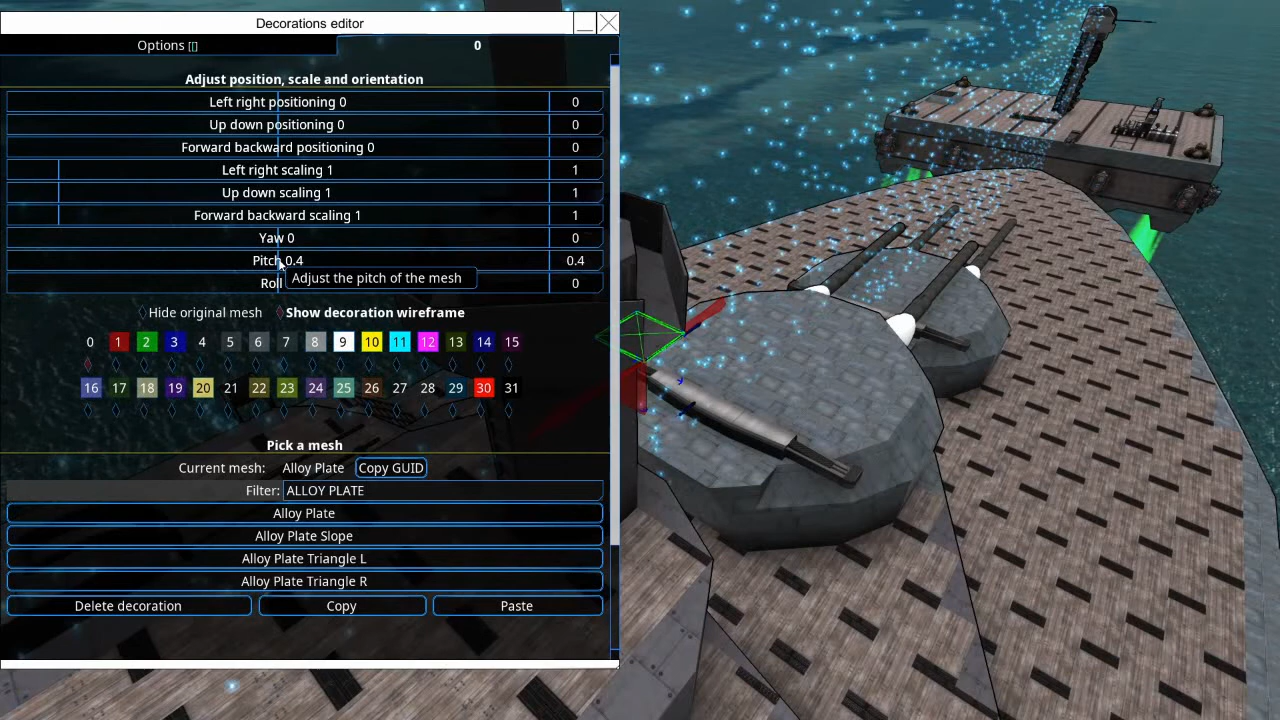 Decorations editor
Options [[]
0
Adjust position, scale and orientation
Left right positioning 0 0
Up down positioning 0 0
Forward backward positioning 0 0
Left right scaling 1 1
Up down scaling 1 1
Forward backward scaling 1 1
Yaw 0 0
Pitch 0.4 0.4
Adjust the pitch of the mesh
Roll 0
Hide original mesh Show decoration wireframe
0 1 2 3 4 5 6 7 8 9 10 11 12 13 14 15
16 17 18 19 20 21 22 23 24 25 26 27 28 29 30 31
Pick a mesh
Current mesh: Alloy Plate Copy GUID
Filter: ALLOY PLATE
Alloy Plate
Alloy Plate Slope
Alloy Plate Triangle L
Alloy Plate Triangle R
Delete decoration Copy Paste